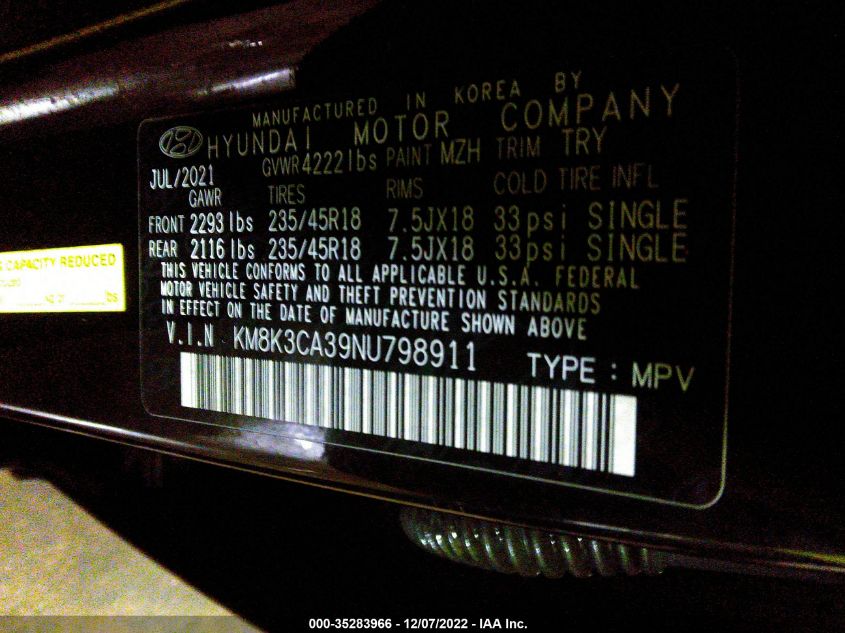 MANUFACTURED IN KOREA BY
HYUNDAI MOTOR COMPANY
JUL/2021 GVWR 4222 lbs PAINT MZH TRIM TRY
GAWR TIRES RIMS COLD TIRE INFL
FRONT 2293 lbs 235/45R18 7.5JX18 33psi SINGLE
REAR 2116 lbs 235/45R18 7.5JX18 33psi SINGLE
THIS VEHICLE CONFORMS TO ALL APPLICABLE U.S.A. FEDERAL
MOTOR VEHICLE SAFETY AND THEFT PREVENTION STANDARDS
IN EFFECT ON THE DATE OF MANUFACTURE SHOWN ABOVE
V.I.N KM8K3CA39NU798911 TYPE : MPV
CAPACITY REDUCED
000-35283966 - 12/07/2022 - IAA Inc.